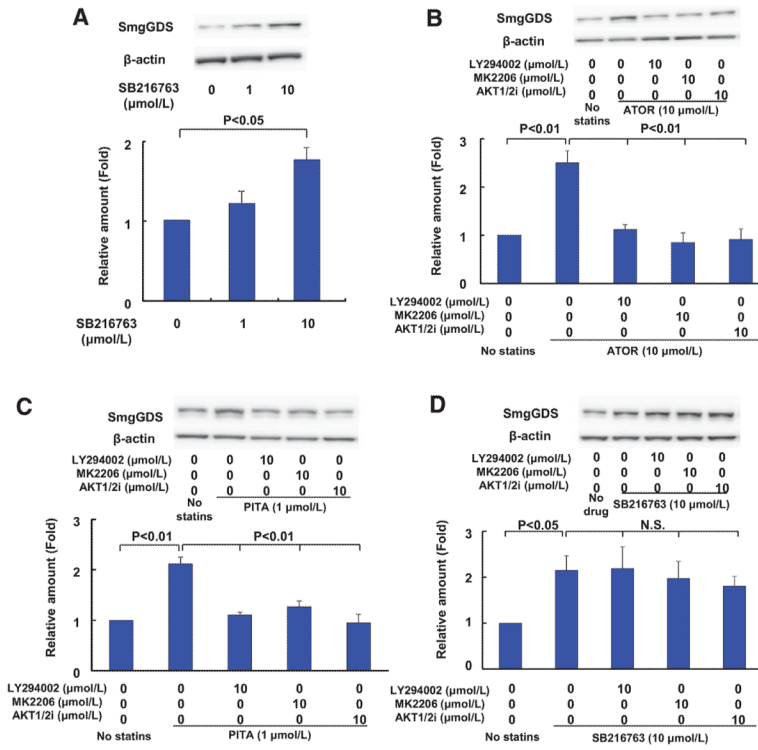 A
SmgGDS
β-actin
SB216763 0 1 10
(μmol/L)
P<0.05
Relative amount (Fold)
2
1
0
SB216763 0 1 10
(μmol/L)
B
SmgGDS
β-actin
LY294002 (μmol/L) 0 0 10 0 0
MK2206 (μmol/L) 0 0 0 10 0
AKT1/2i (μmol/L) 0 0 0 0 10
No statins
ATOR (10 μmol/L)
P<0.01 P<0.01
Relative amount (Fold)
3
2
1
0
LY294002 (μmol/L) 0 0 10 0 0
MK2206 (μmol/L) 0 0 0 10 0
AKT1/2i (μmol/L) 0 0 0 0 10
No statins ATOR (10 μmol/L)
C
SmgGDS
β-actin
LY294002 (μmol/L) 0 0 10 0 0
MK2206 (μmol/L) 0 0 0 10 0
AKT1/2i (μmol/L) 0 0 0 0 10
No
statins
PITA (1 μmol/L)
P<0.01 P<0.01
Relative amount (Fold)
3
2
1
0
LY294002 (μmol/L) 0 0 10 0 0
MK2206 (μmol/L) 0 0 0 10 0
AKT1/2i (μmol/L) 0 0 0 0 10
No statins PITA (1 μmol/L)
D
SmgGDS
β-actin
LY294002 (μmol/L) 0 0 10 0 0
MK2206 (μmol/L) 0 0 0 10 0
AKT1/2i (μmol/L) 0 0 0 0 10
No
drug
SB216763 (10 μmol/L)
P<0.05 N.S.
Relative amount (Fold)
3
2
1
0
LY294002 (μmol/L) 0 0 10 0 0
MK2206 (μmol/L) 0 0 0 10 0
AKT1/2i (μmol/L) 0 0 0 0 10
No statins SB216763 (10 μmol/L)